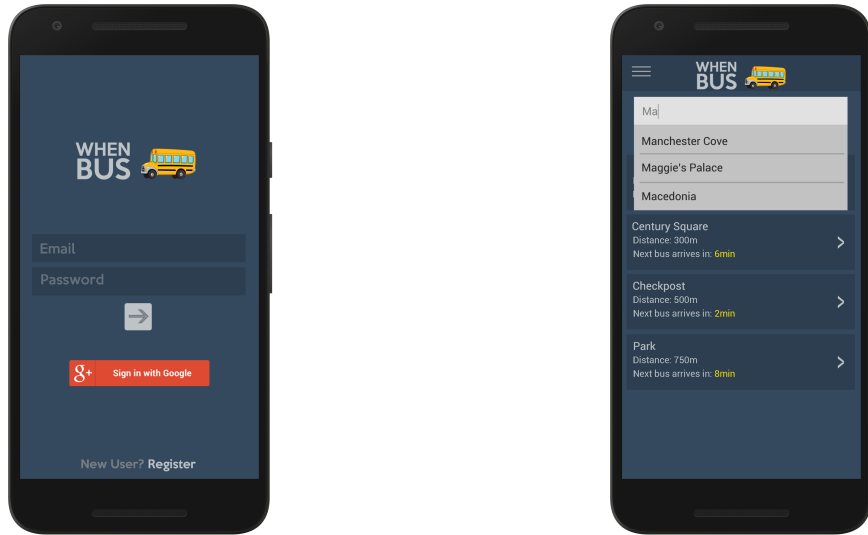 WHEN
BUS
Email
Password
g+ Sign in with Google
New User? Register
WHEN
BUS
Ma
Manchester Cove
Maggie's Palace
Macedonia
Century Square
Distance: 300m
Next bus arrives in: 6min
Checkpost
Distance: 500m
Next bus arrives in: 2min
Park
Distance: 750m
Next bus arrives in: 8min